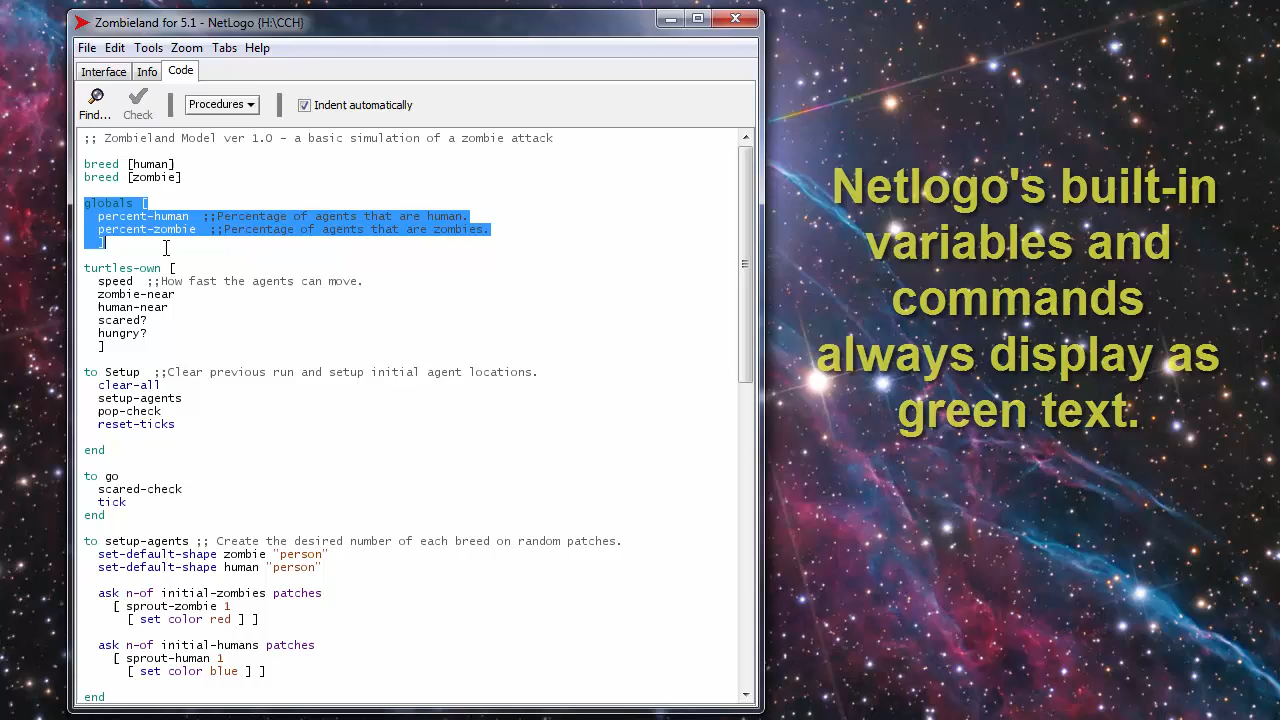 Zombieland for 5.1 - NetLogo {H:\CCH}
File Edit Tools Zoom Tabs Help
Interface Info Code
Find... Check Procedures Indent automatically
;; Zombieland Model ver 1.0 - a basic simulation of a zombie attack
breed [human]
breed [zombie]
globals [
percent-human ;;Percentage of agents that are human.
percent-zombie ;;Percentage of agents that are zombies.
]
turtles-own [
speed ;;How fast the agents can move.
zombie-near
human-near
scared?
hungry?
]
to Setup ;;Clear previous run and setup initial agent locations.
clear-all
setup-agents
pop-check
reset-ticks
end
to go
scared-check
tick
end
to setup-agents ;; Create the desired number of each breed on random patches.
set-default-shape zombie "person"
set-default-shape human "person"
ask n-of initial-zombies patches
[ sprout-zombie 1
[ set color red ] ]
ask n-of initial-humans patches
[ sprout-human 1
[ set color blue ] ]
end
Netlogo's built-in
variables and
commands
always display as
green text.